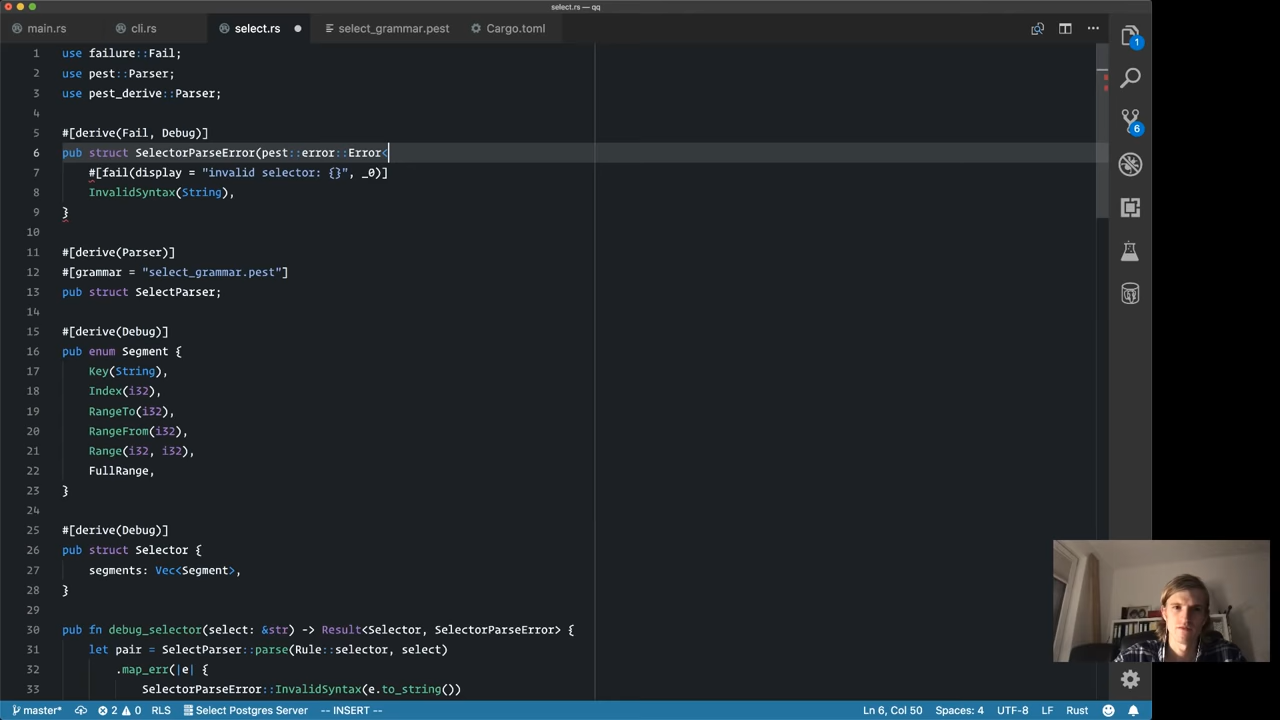 select.rs — qq
main.rs
cli.rs
select.rs
select_grammar.pest
Cargo.toml
1 use failure::Fail;
2 use pest::Parser;
3 use pest_derive::Parser;
4
5 #[derive(Fail, Debug)]
6 pub struct SelectorParseError(pest::error::Error<
7 #[fail(display = "invalid selector: {}", _0)]
8 InvalidSyntax(String),
9 }
10
11 #[derive(Parser)]
12 #[grammar = "select_grammar.pest"]
13 pub struct SelectParser;
14
15 #[derive(Debug)]
16 pub enum Segment {
17 Key(String),
18 Index(i32),
19 RangeTo(i32),
20 RangeFrom(i32),
21 Range(i32, i32),
22 FullRange,
23 }
24
25 #[derive(Debug)]
26 pub struct Selector {
27 segments: Vec<Segment>,
28 }
29
30 pub fn debug_selector(select: &str) -> Result<Selector, SelectorParseError> {
31 let pair = SelectParser::parse(Rule::selector, select)
32 .map_err(|e| {
33 SelectorParseError::InvalidSyntax(e.to_string())
1
6
master* 2 0 RLS Select Postgres Server -- INSERT -- Ln 6, Col 50 Spaces: 4 UTF-8 LF Rust